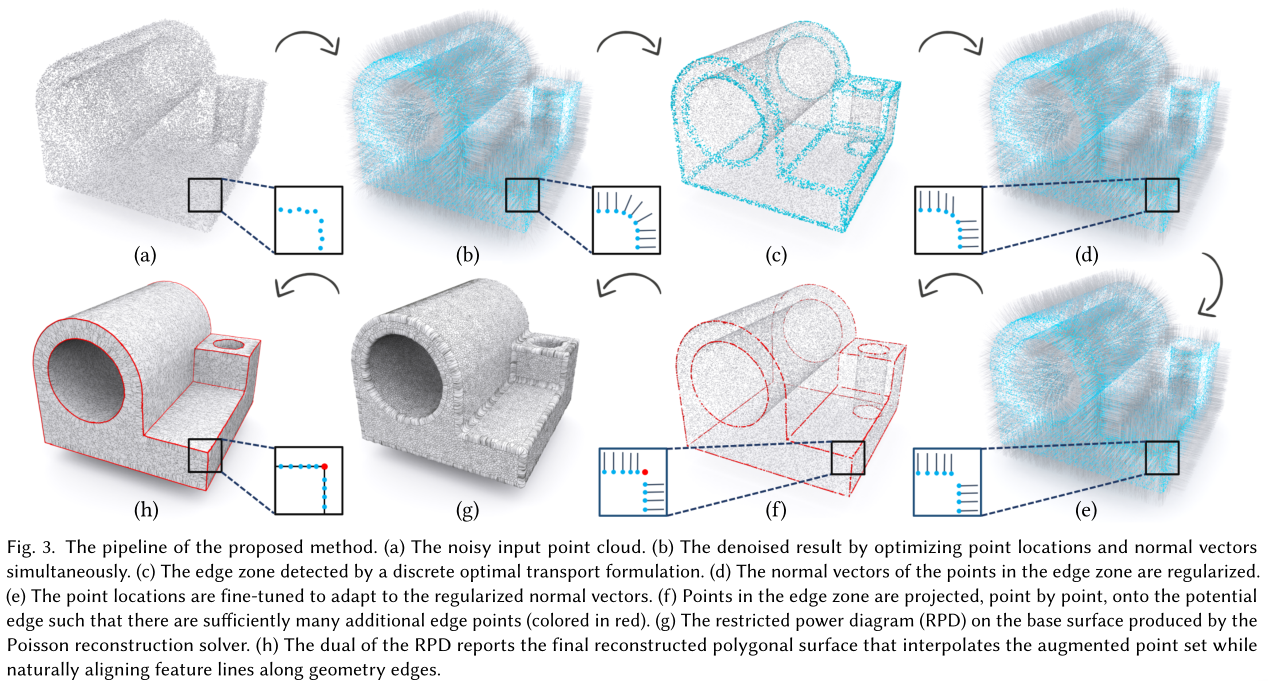 (a)
(b)
(c)
(d)
(h)
(g)
(f)
(e)
Fig. 3. The pipeline of the proposed method. (a) The noisy input point cloud. (b) The denoised result by optimizing point locations and normal vectors
simultaneously. (c) The edge zone detected by a discrete optimal transport formulation. (d) The normal vectors of the points in the edge zone are regularized.
(e) The point locations are fine-tuned to adapt to the regularized normal vectors. (f) Points in the edge zone are projected, point by point, onto the potential
edge such that there are sufficiently many additional edge points (colored in red). (g) The restricted power diagram (RPD) on the base surface produced by the
Poisson reconstruction solver. (h) The dual of the RPD reports the final reconstructed polygonal surface that interpolates the augmented point set while
naturally aligning feature lines along geometry edges.